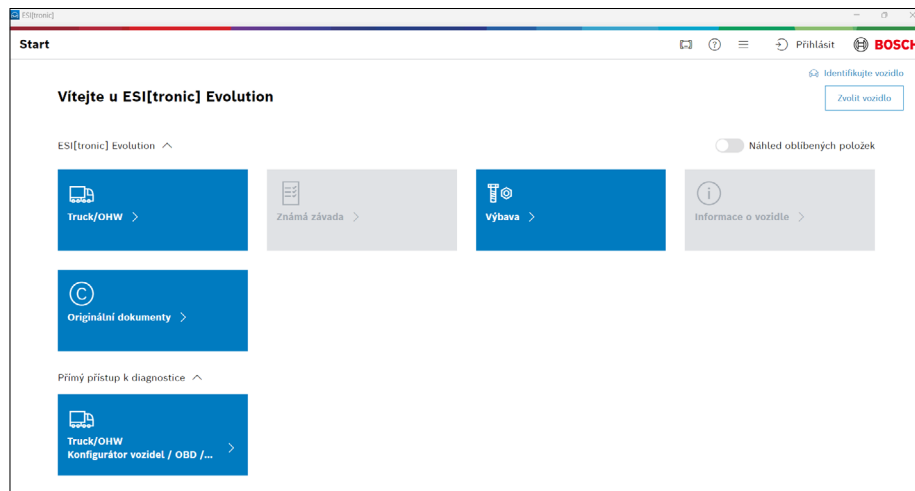 ESI[tronic]
Start
Přihlásit
BOSCH
Identifikujte vozidlo
Vítejte u ESI[tronic] Evolution
Zvolit vozidlo
ESI[tronic] Evolution
Náhled oblíbených položek
Truck/OHW
Známá závada
Výbava
Informace o vozidle
Originální dokumenty
Přímý přístup k diagnostice
Truck/OHW
Konfigurátor vozidel / OBD /...